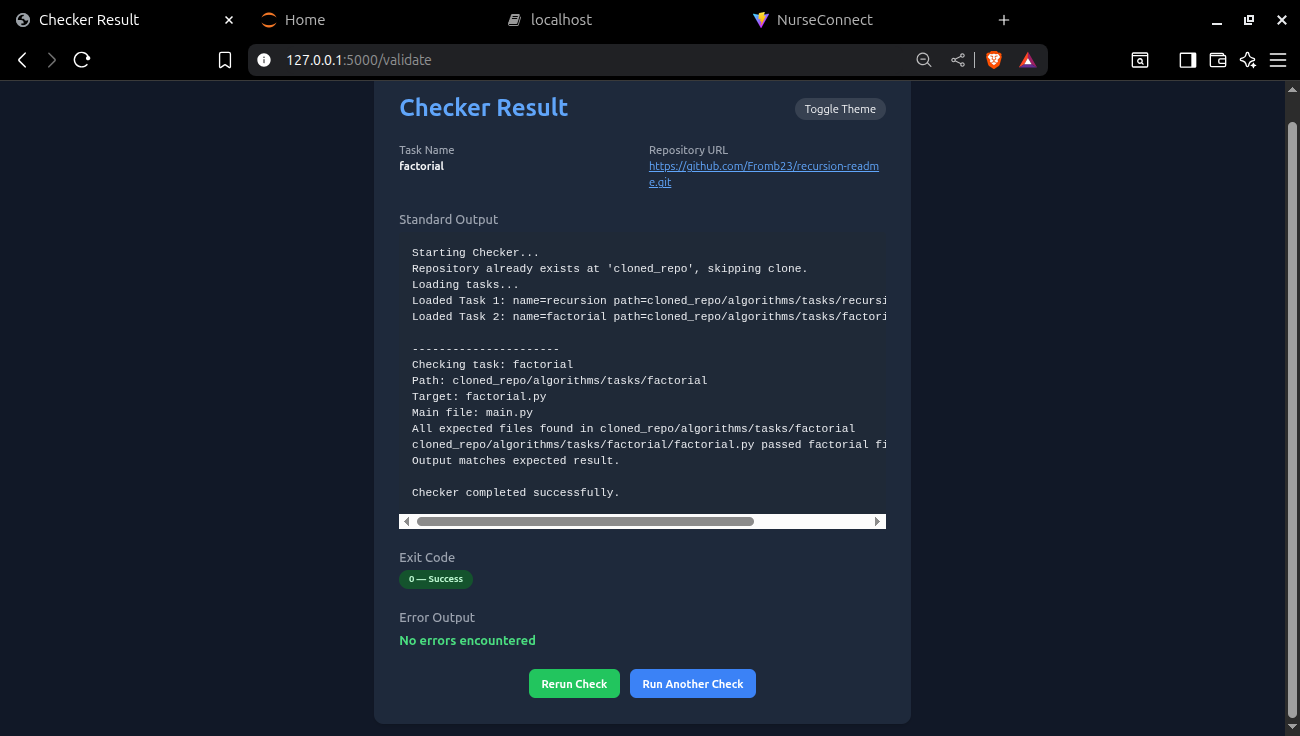 Checker Result
Home
localhost
NurseConnect
127.0.0.1:5000/validate
Checker Result
Toggle Theme
Task Name
factorial
Repository URL
https://github.com/Fromb23/recursion-readm
e.git
Standard Output
Starting Checker...
Repository already exists at 'cloned_repo', skipping clone.
Loading tasks...
Loaded Task 1: name=recursion path=cloned_repo/algorithms/tasks/recursi
Loaded Task 2: name=factorial path=cloned_repo/algorithms/tasks/factori
----------------------
Checking task: factorial
Path: cloned_repo/algorithms/tasks/factorial
Target: factorial.py
Main file: main.py
All expected files found in cloned_repo/algorithms/tasks/factorial
cloned_repo/algorithms/tasks/factorial/factorial.py passed factorial fi
Output matches expected result.
Checker completed successfully.
Exit Code
0 — Success
Error Output
No errors encountered
Rerun Check
Run Another Check